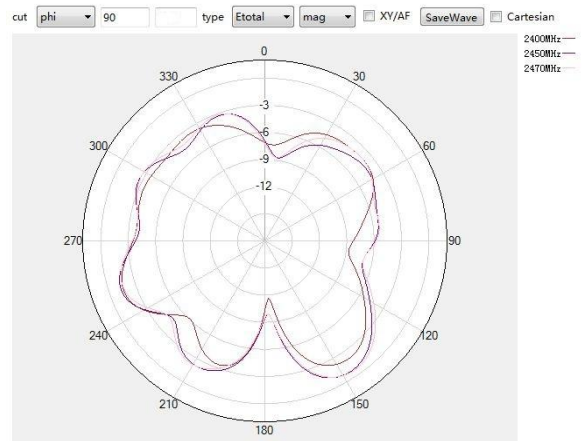 cut phi 90 type Etotal mag XY/AF SaveWave Cartesian
2400MHz
2450MHz
2470MHz
0
330 30
-3
300 -6 60
-9
-12
270 90
240 120
210 150
180